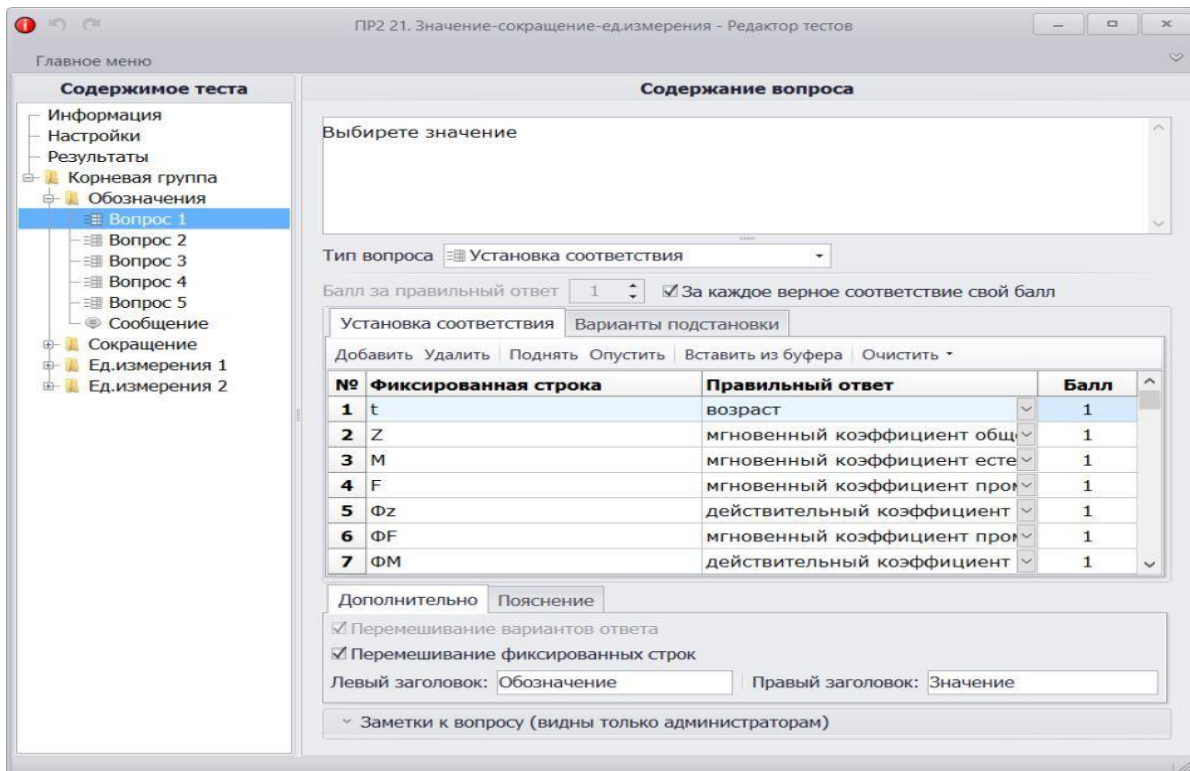 ПР2 21. Значение-сокращение-ед.измерения - Редактор тестов
Главное меню
Содержимое теста
Информация
Настройки
Результаты
Корневая группа
Обозначения
Вопрос 1
Вопрос 2
Вопрос 3
Вопрос 4
Вопрос 5
Сообщение
Сокращение
Ед.измерения 1
Ед.измерения 2
Содержание вопроса
Выбирете значение
Тип вопроса Установка соответствия
Балл за правильный ответ 1 За каждое верное соответствие свой балл
Установка соответствия Варианты подстановки
Добавить Удалить Поднять Опустить Вставить из буфера Очистить
№ Фиксированная строка Правильный ответ Балл
1 t возраст 1
2 Z мгновенный коэффициент общ 1
3 M мгновенный коэффициент есте 1
4 F мгновенный коэффициент пром 1
5 Φz действительный коэффициент 1
6 ΦF мгновенный коэффициент пром 1
7 ΦM действительный коэффициент 1
Дополнительно Пояснение
Перемешивание вариантов ответа
Перемешивание фиксированных строк
Левый заголовок: Обозначение Правый заголовок: Значение
Заметки к вопросу (видны только администраторам)